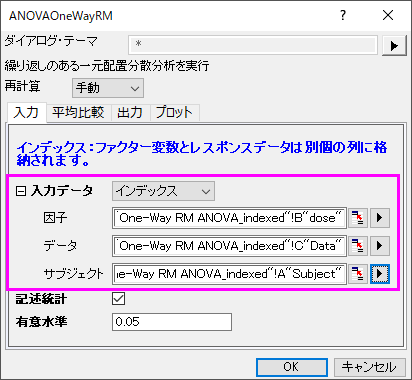 ANOVAOneWayRM
ダイアログ・テーマ *
繰り返しのある一元配置分散分析を実行
再計算 手動
入力 平均比較 出力 プロット
インデックス：ファクター変数とレスポンスデータは別個の列に格
納されます。
入力データ インデックス
因子 One-Way RM ANOVA_indexed"!B"dose"
データ One-Way RM ANOVA_indexed"!C"Data"
サブジェクト ne-Way RM ANOVA_indexed"!A"Subject"
記述統計
有意水準 0.05
OK キャンセル